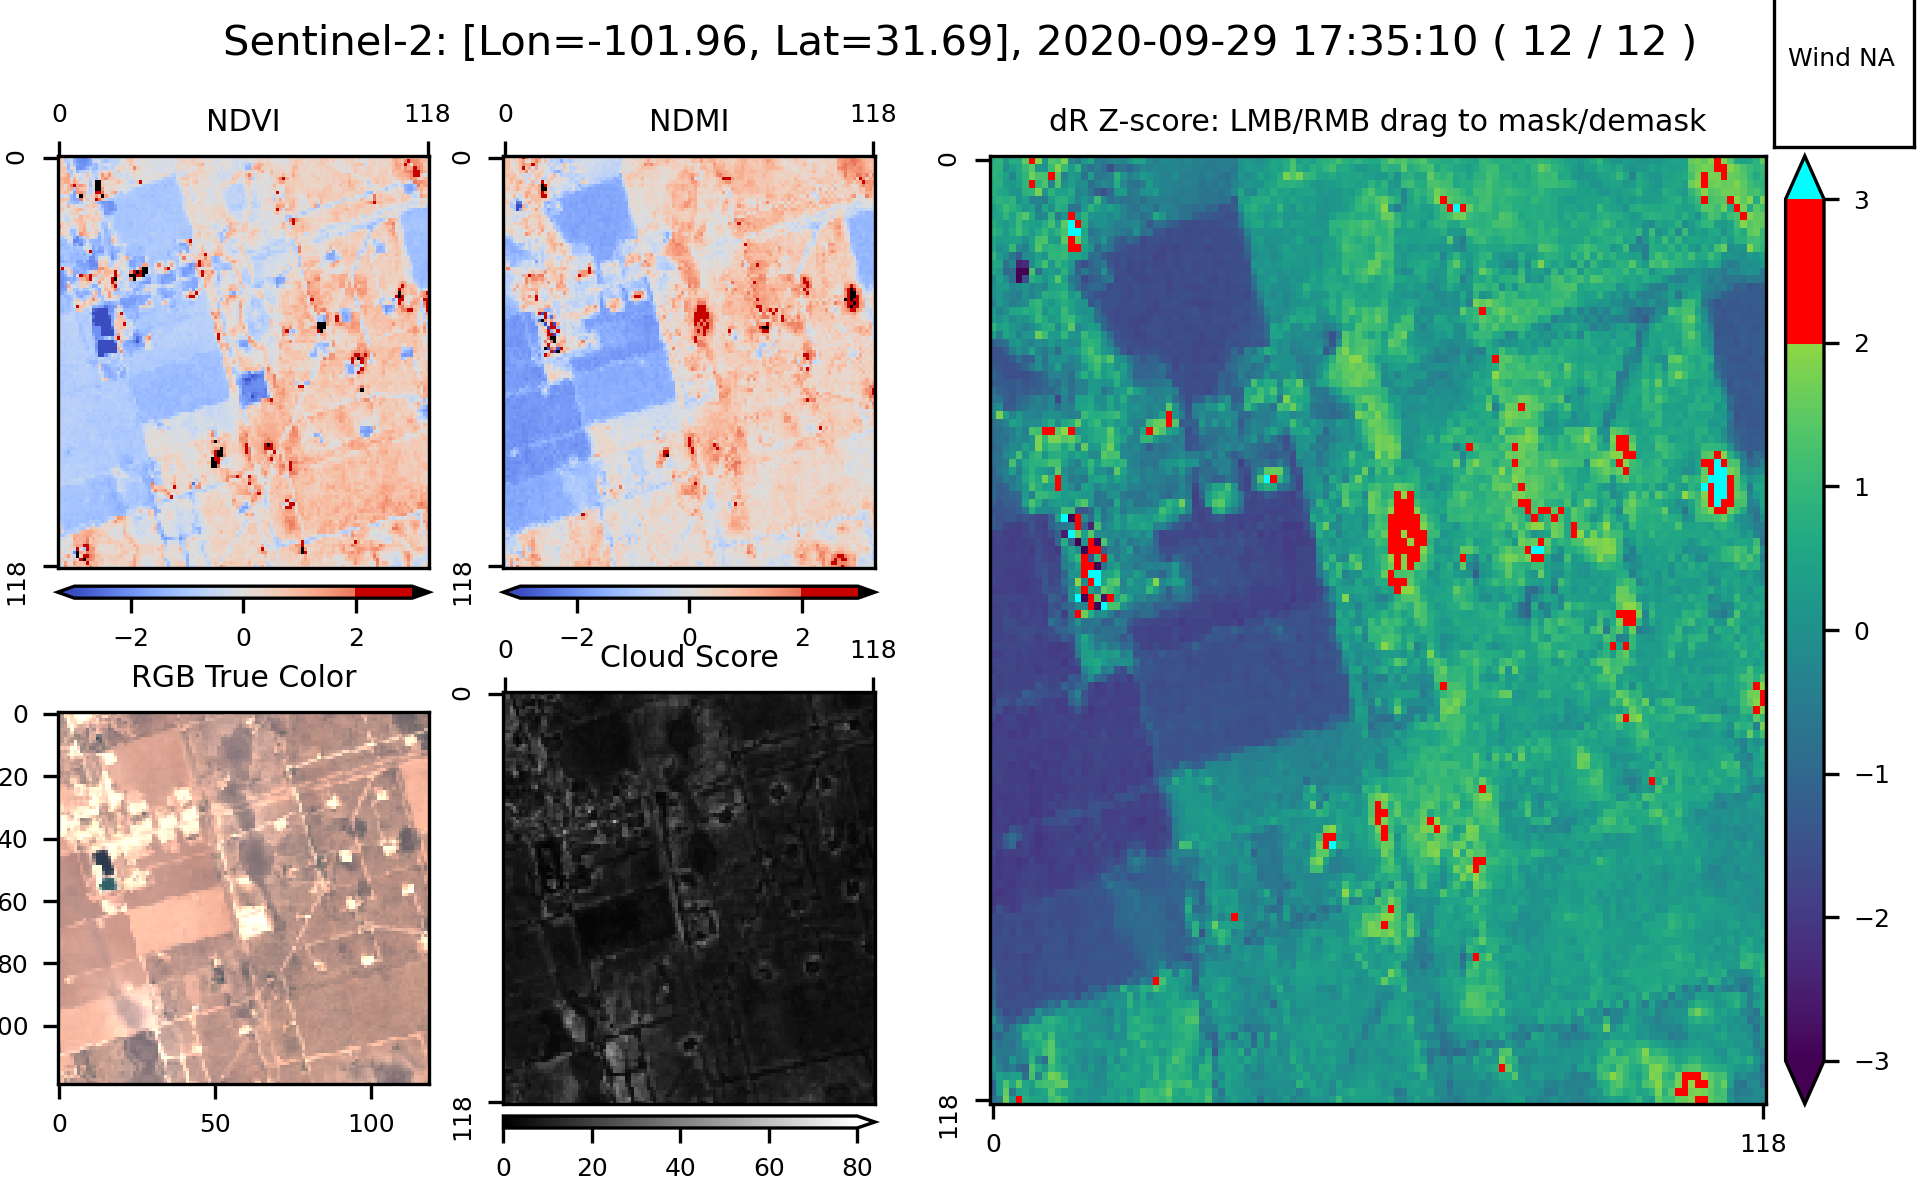 Sentinel-2: [Lon=-101.96, Lat=31.69], 2020-09-29 17:35:10 ( 12 / 12 )
Wind NA
0 118
NDVI
0
118
−2 0 2
0 118
NDMI
0
118
−2 0 2
dR Z-score: LMB/RMB drag to mask/demask
0
118
0 118
3
2
1
0
−1
−2
−3
RGB True Color
0
20
40
60
80
00
0 50 100
0 118
Cloud Score
0
118
0 20 40 60 80